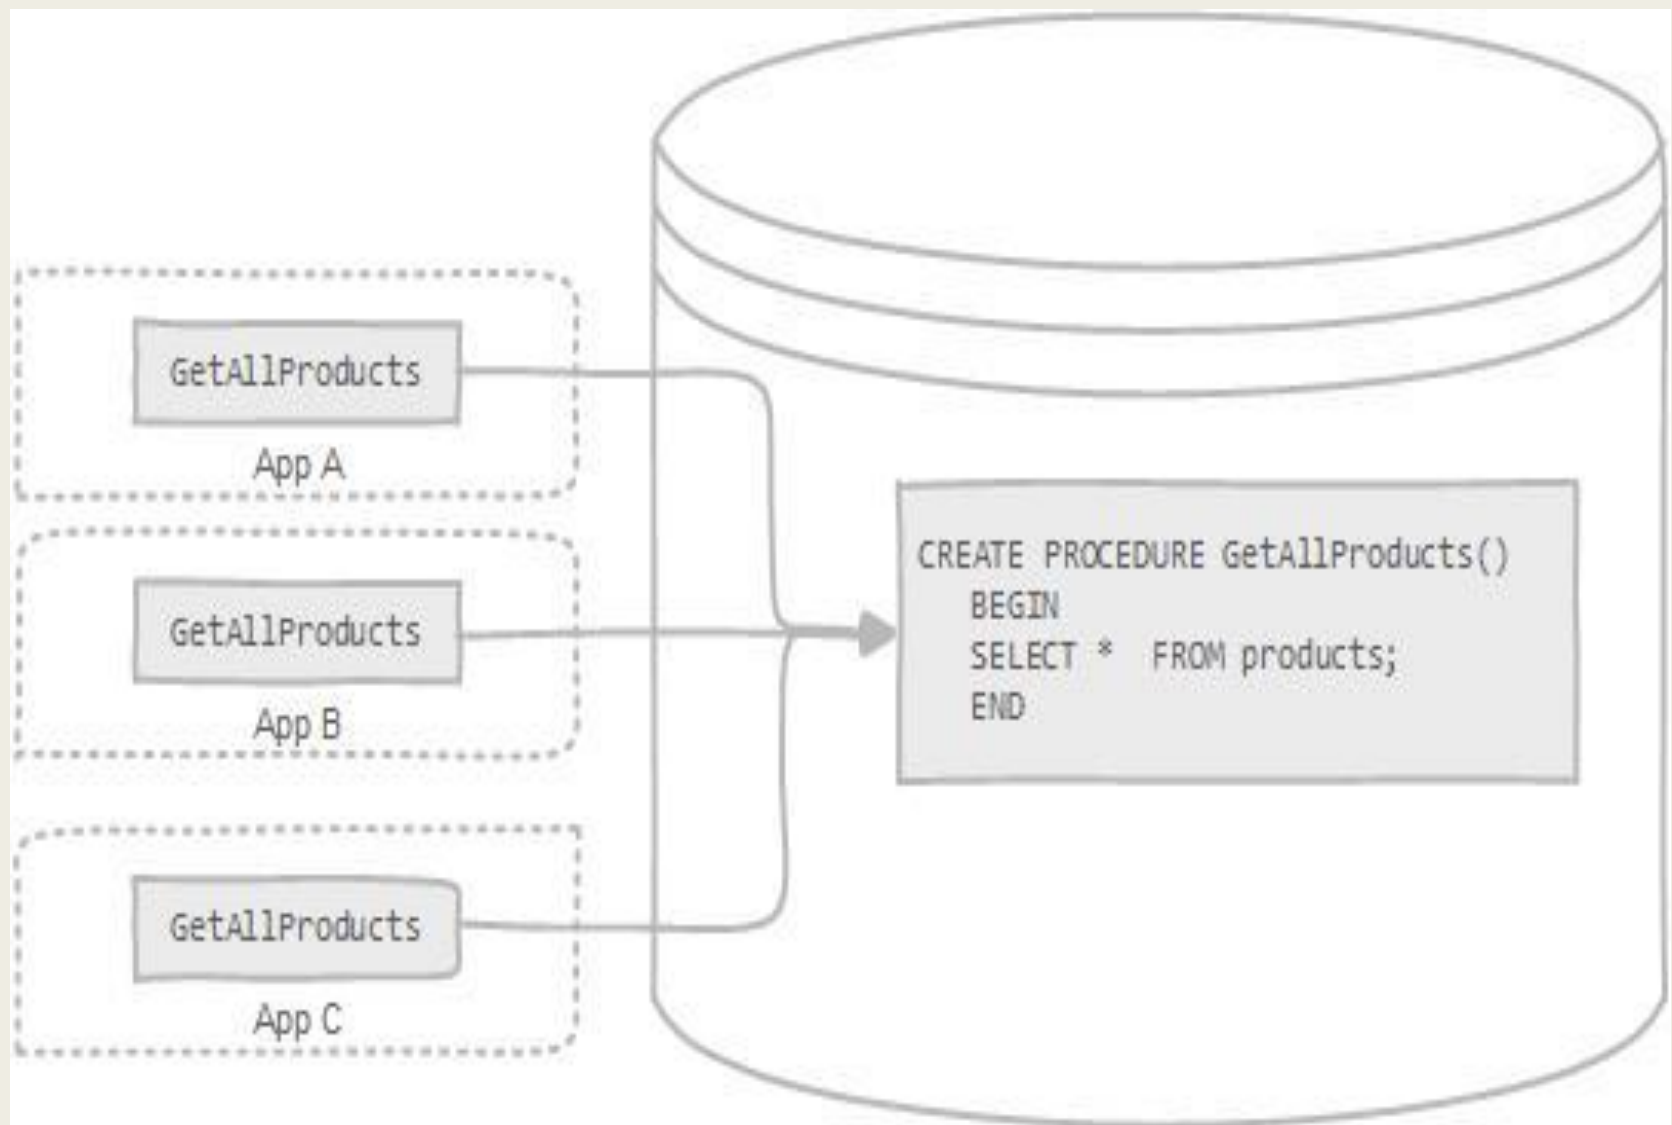 GetAllProducts
App A
GetAllProducts
App B
GetAllProducts
App C
CREATE PROCEDURE GetAllProducts()
BEGIN
SELECT * FROM products;
END